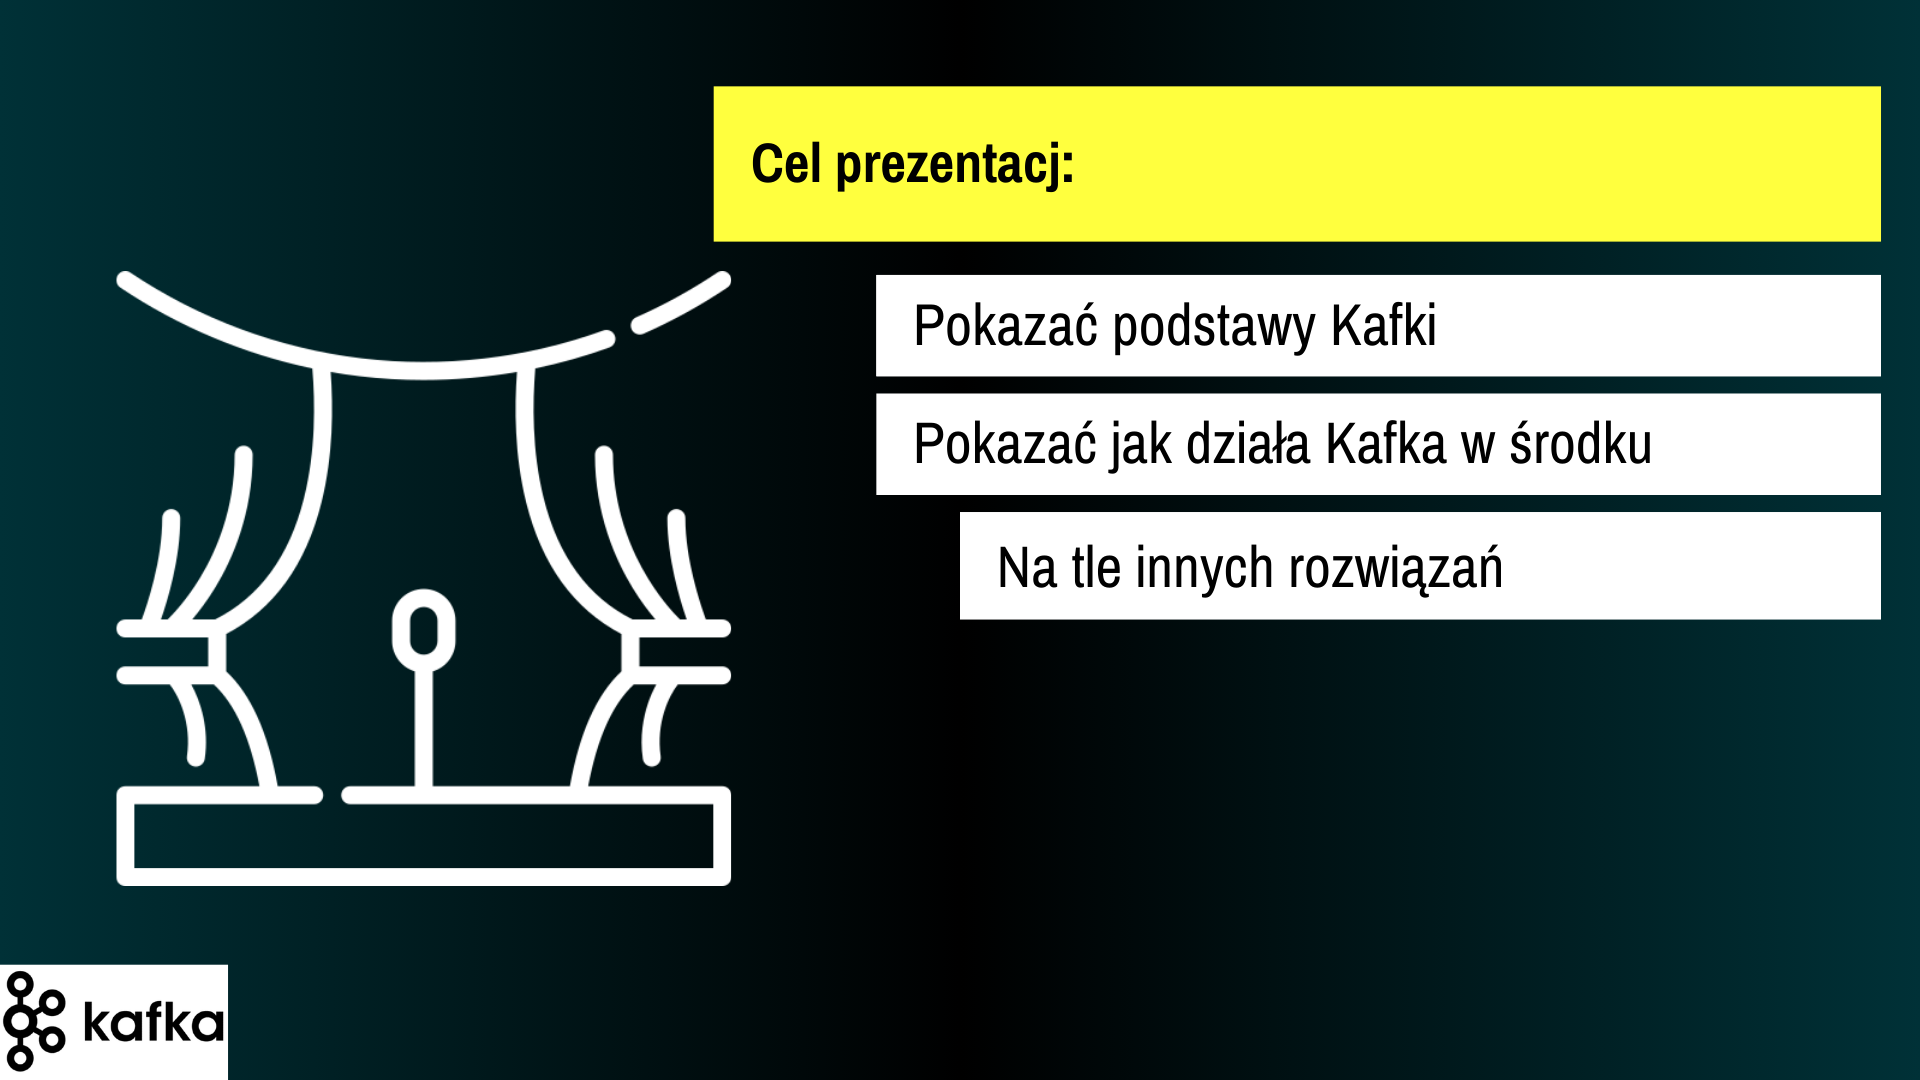 Cel prezentacj:
Pokazać podstawy Kafki
Pokazać jak działa Kafka w środku
Na tle innych rozwiązań
kafka